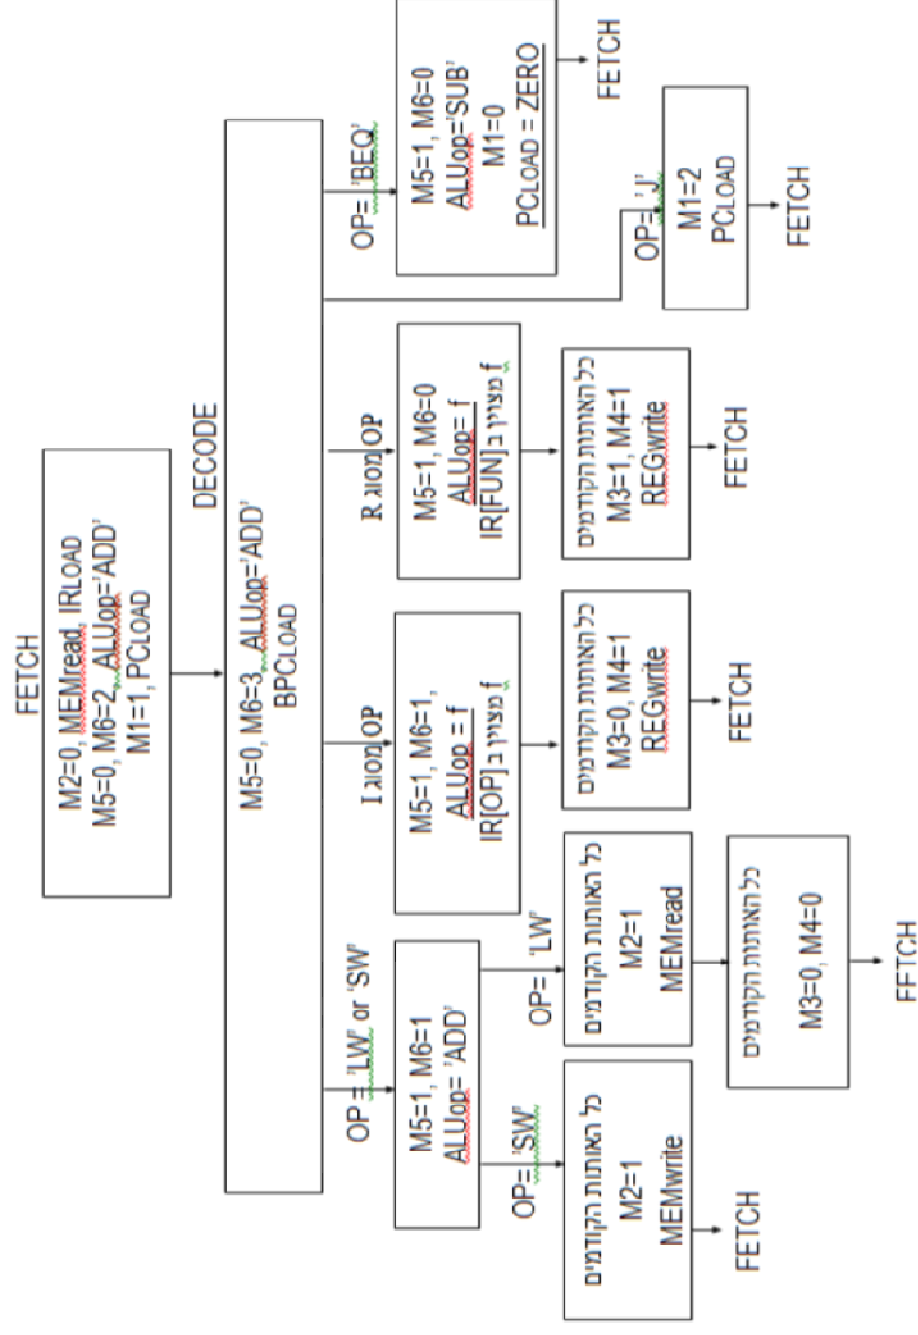 FETCH
M2=0, MEMread, IRLOAD
M5=0, M6=2, ALUop='ADD'
M1=1, PCLOAD
DECODE
M5=0, M6=3, ALUop='ADD'
BPCLOAD
OP = 'LW' or 'SW'
M5=1, M6=1
ALUop= 'ADD'
OP= 'SW'
כל האותות הקודמים
M2=1
MEMwrite
FETCH
OP= 'LW'
כל האותות הקודמים
M2=1
MEMread
כל האותות הקודמים
M3=0, M4=0
FETCH
OP מסוג I
M5=1, M6=1,
ALUop = f
f מצויין ב IR[OP]
כל האותות הקודמים
M3=0, M4=1
REGwrite
FETCH
OP מסוג R
M5=1, M6=0
ALUop= f
f מצויין ב IR[FUN]
כל האותות הקודמים
M3=1, M4=1
REGwrite
FETCH
OP= 'BEQ'
M5=1, M6=0
ALUop='SUB'
M1=0
PCLOAD = ZERO
FETCH
OP= 'J'
M1=2
PCLOAD
FETCH